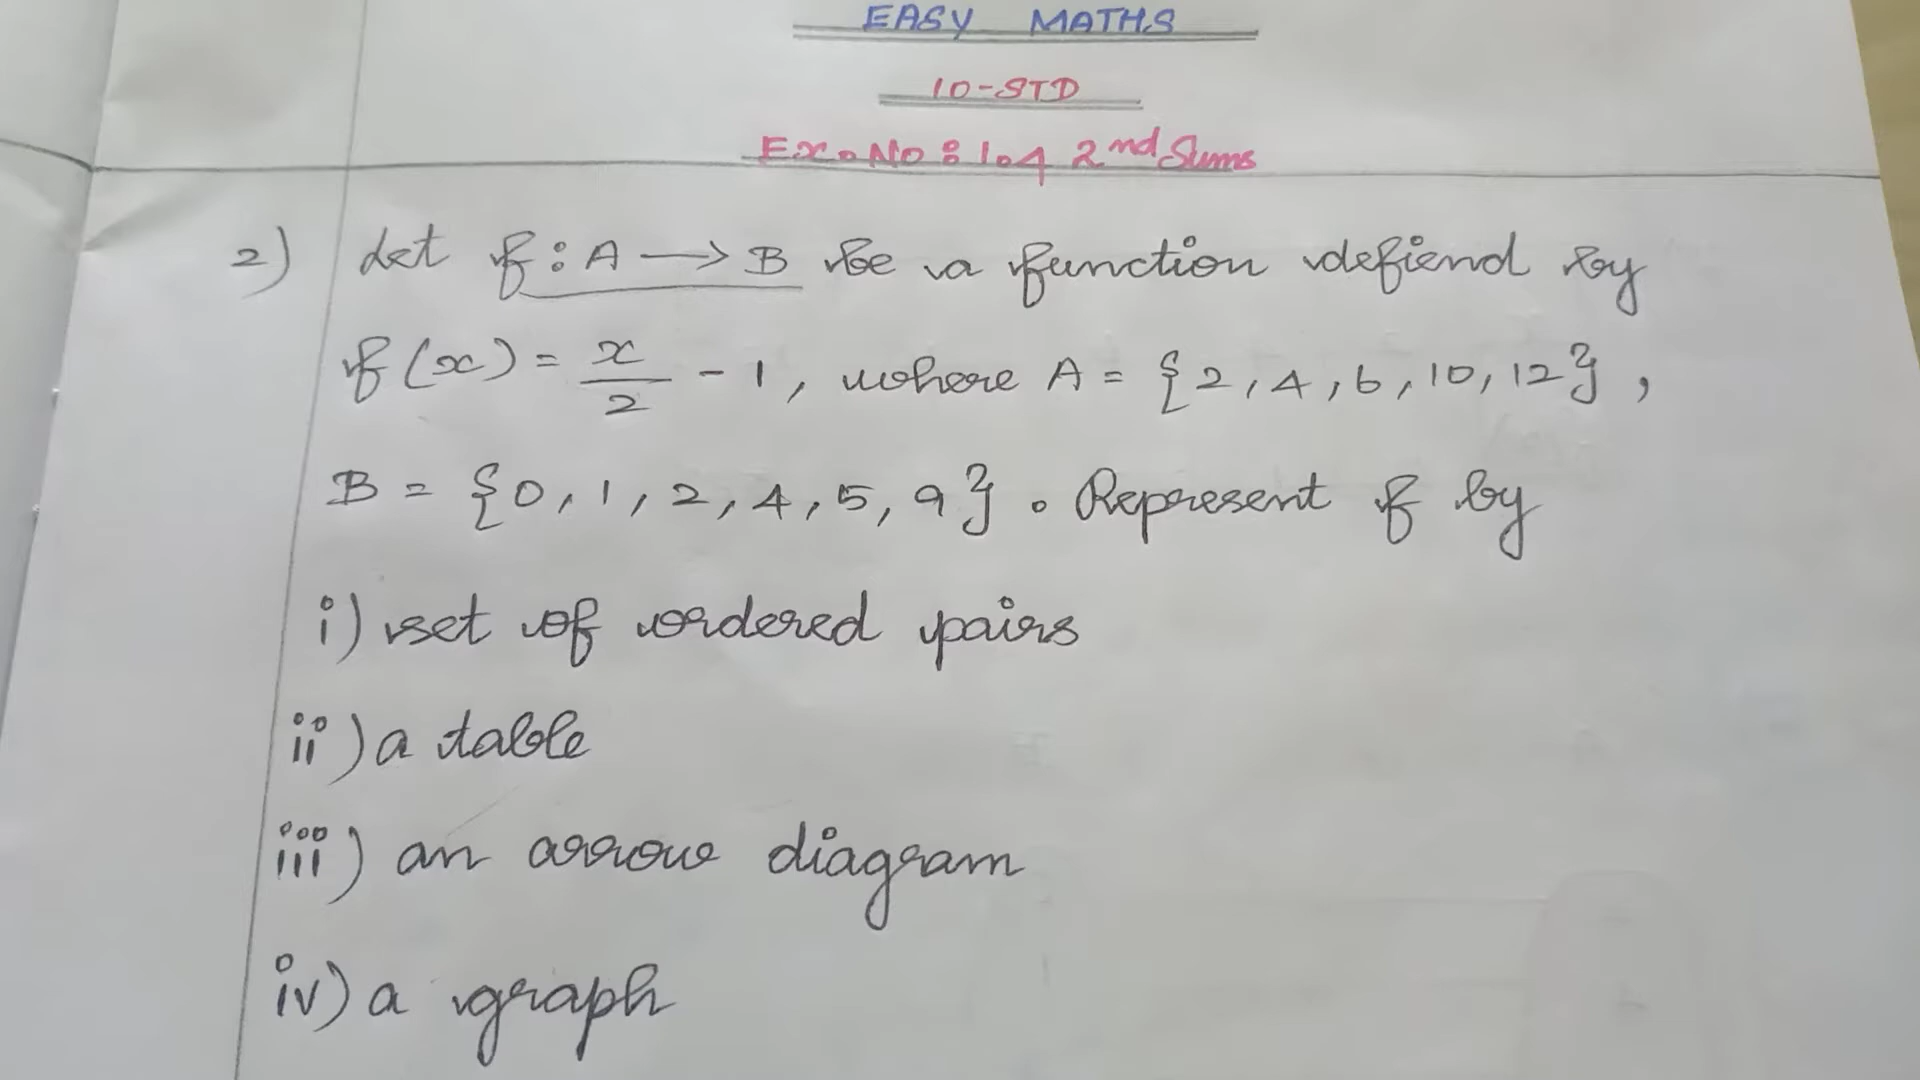 EASY MATHS
10-STD
Ex.No: 1.4 2nd Sums
2) Let f: A → B be a function defiend by
f(x) = x/2 - 1, where A = {2, 4, 6, 10, 12},
B = {0, 1, 2, 4, 5, 9}. Represent f by
i) set of ordered pairs
ii) a table
iii) an arrow diagram
iv) a graph